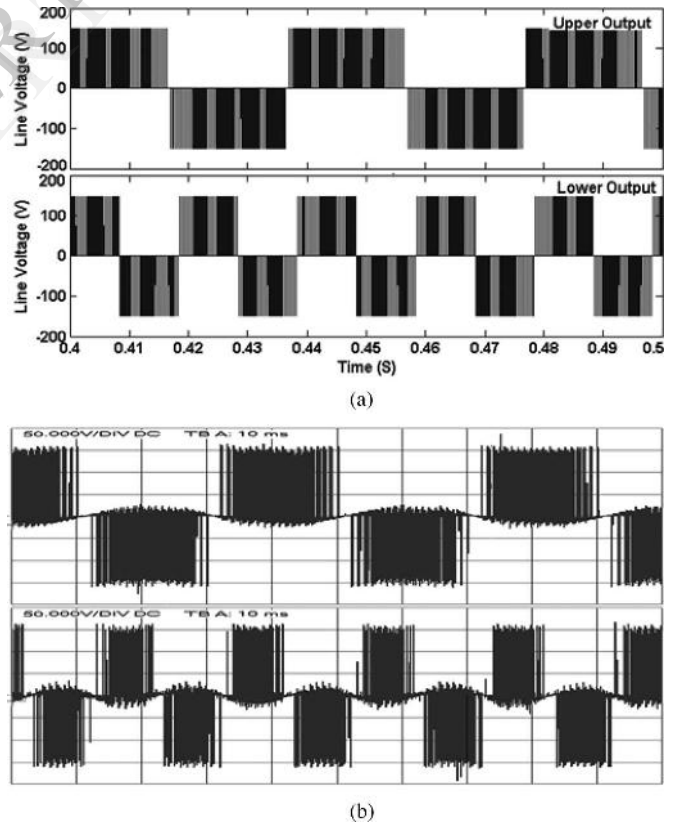 200
Upper Output
100
0
-100
200
Line Voltage (V)
200
Lower Output
100
0
-100
-200
Line Voltage (V)
0.4 0.41 0.42 0.43 0.44 0.45 0.46 0.47 0.48 0.49 0.5
Time (S)
(a)
50.000V/DIV DC TB A: 10 ms
50.000V/DIV DC TB A: 10 ms
(b)